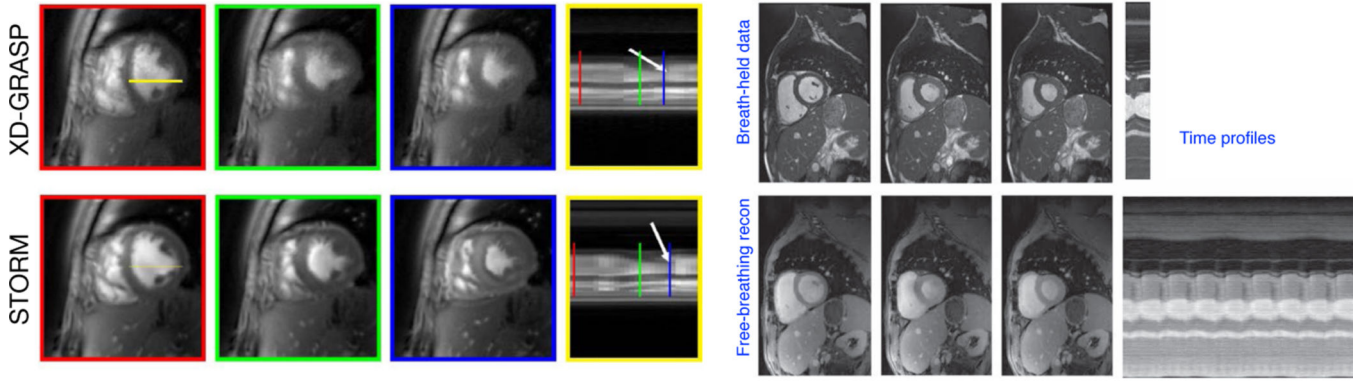 XD-GRASP
STORM
Breath-held data
Time profiles
Free-breathing recon